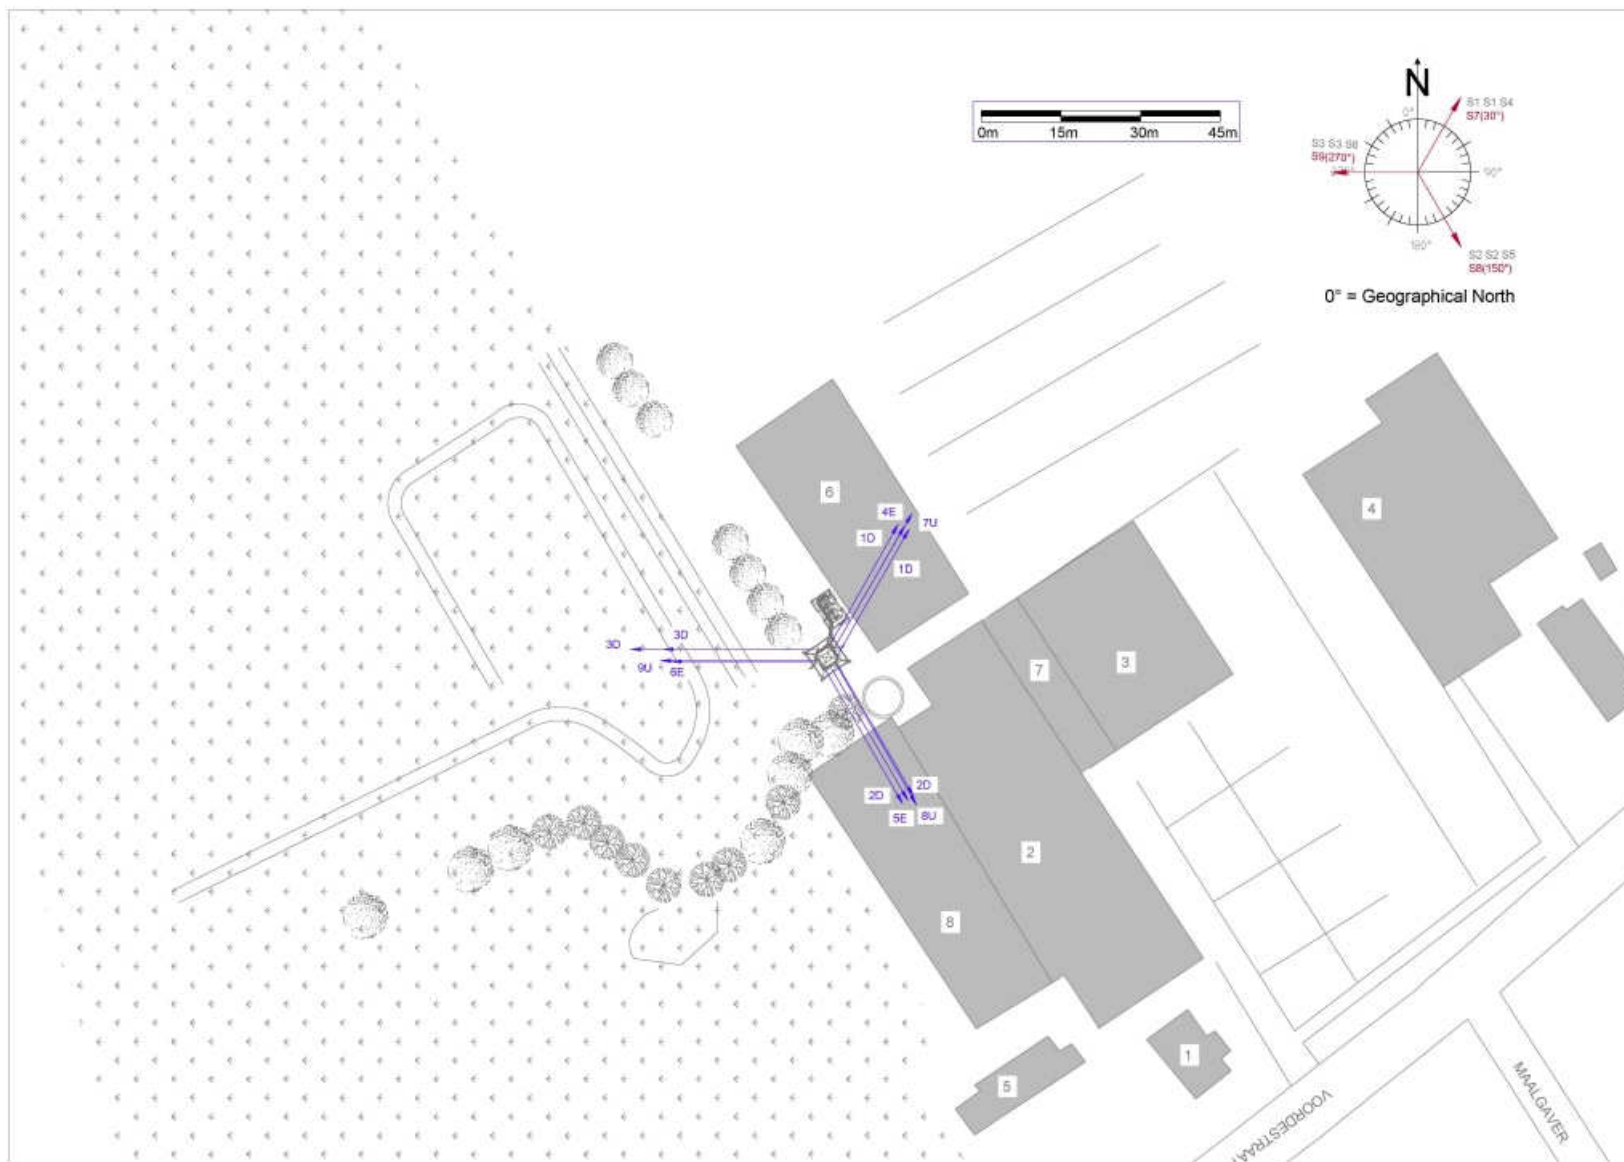 N
0°
S1 S1 S4
S7(30°)
S3 S3 S6
S9(270°)
90°
180°
S2 S2 S5
S8(150°)
0° = Geographical North
0m 15m 30m 45m
6
4E
7U
1D
1D
4
3D
3D
9U
6E
7
3
2D
2D
5E
8U
2
8
1
5
VOORDESTRAA
MAALGAVER